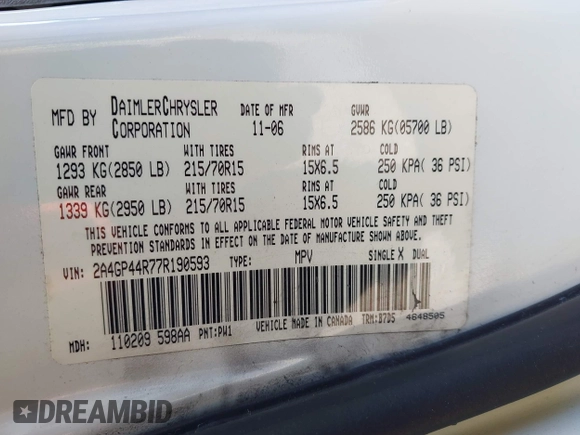 MFD BY DAIMLERCHRYSLER CORPORATION DATE OF MFR 11-06 GVWR 2586 KG(05700 LB)
GAWR FRONT WITH TIRES RIMS AT COLD
1293 KG(2850 LB) 215/70R15 15X6.5 250 KPA( 36 PSI)
GAWR REAR WITH TIRES RIMS AT COLD
1339 KG(2950 LB) 215/70R15 15X6.5 250 KPA( 36 PSI)
THIS VEHICLE CONFORMS TO ALL APPLICABLE FEDERAL MOTOR VEHICLE SAFETY AND THEFT
PREVENTION STANDARDS IN EFFECT ON THE DATE OF MANUFACTURE SHOWN ABOVE.
VIN: 2A4GP44R77R190593 TYPE: MPV SINGLE X DUAL
MDH: 110209 598AA PNT:PW1 VEHICLE MADE IN CANADA TRM:B7D5 4648505
DREAMBID